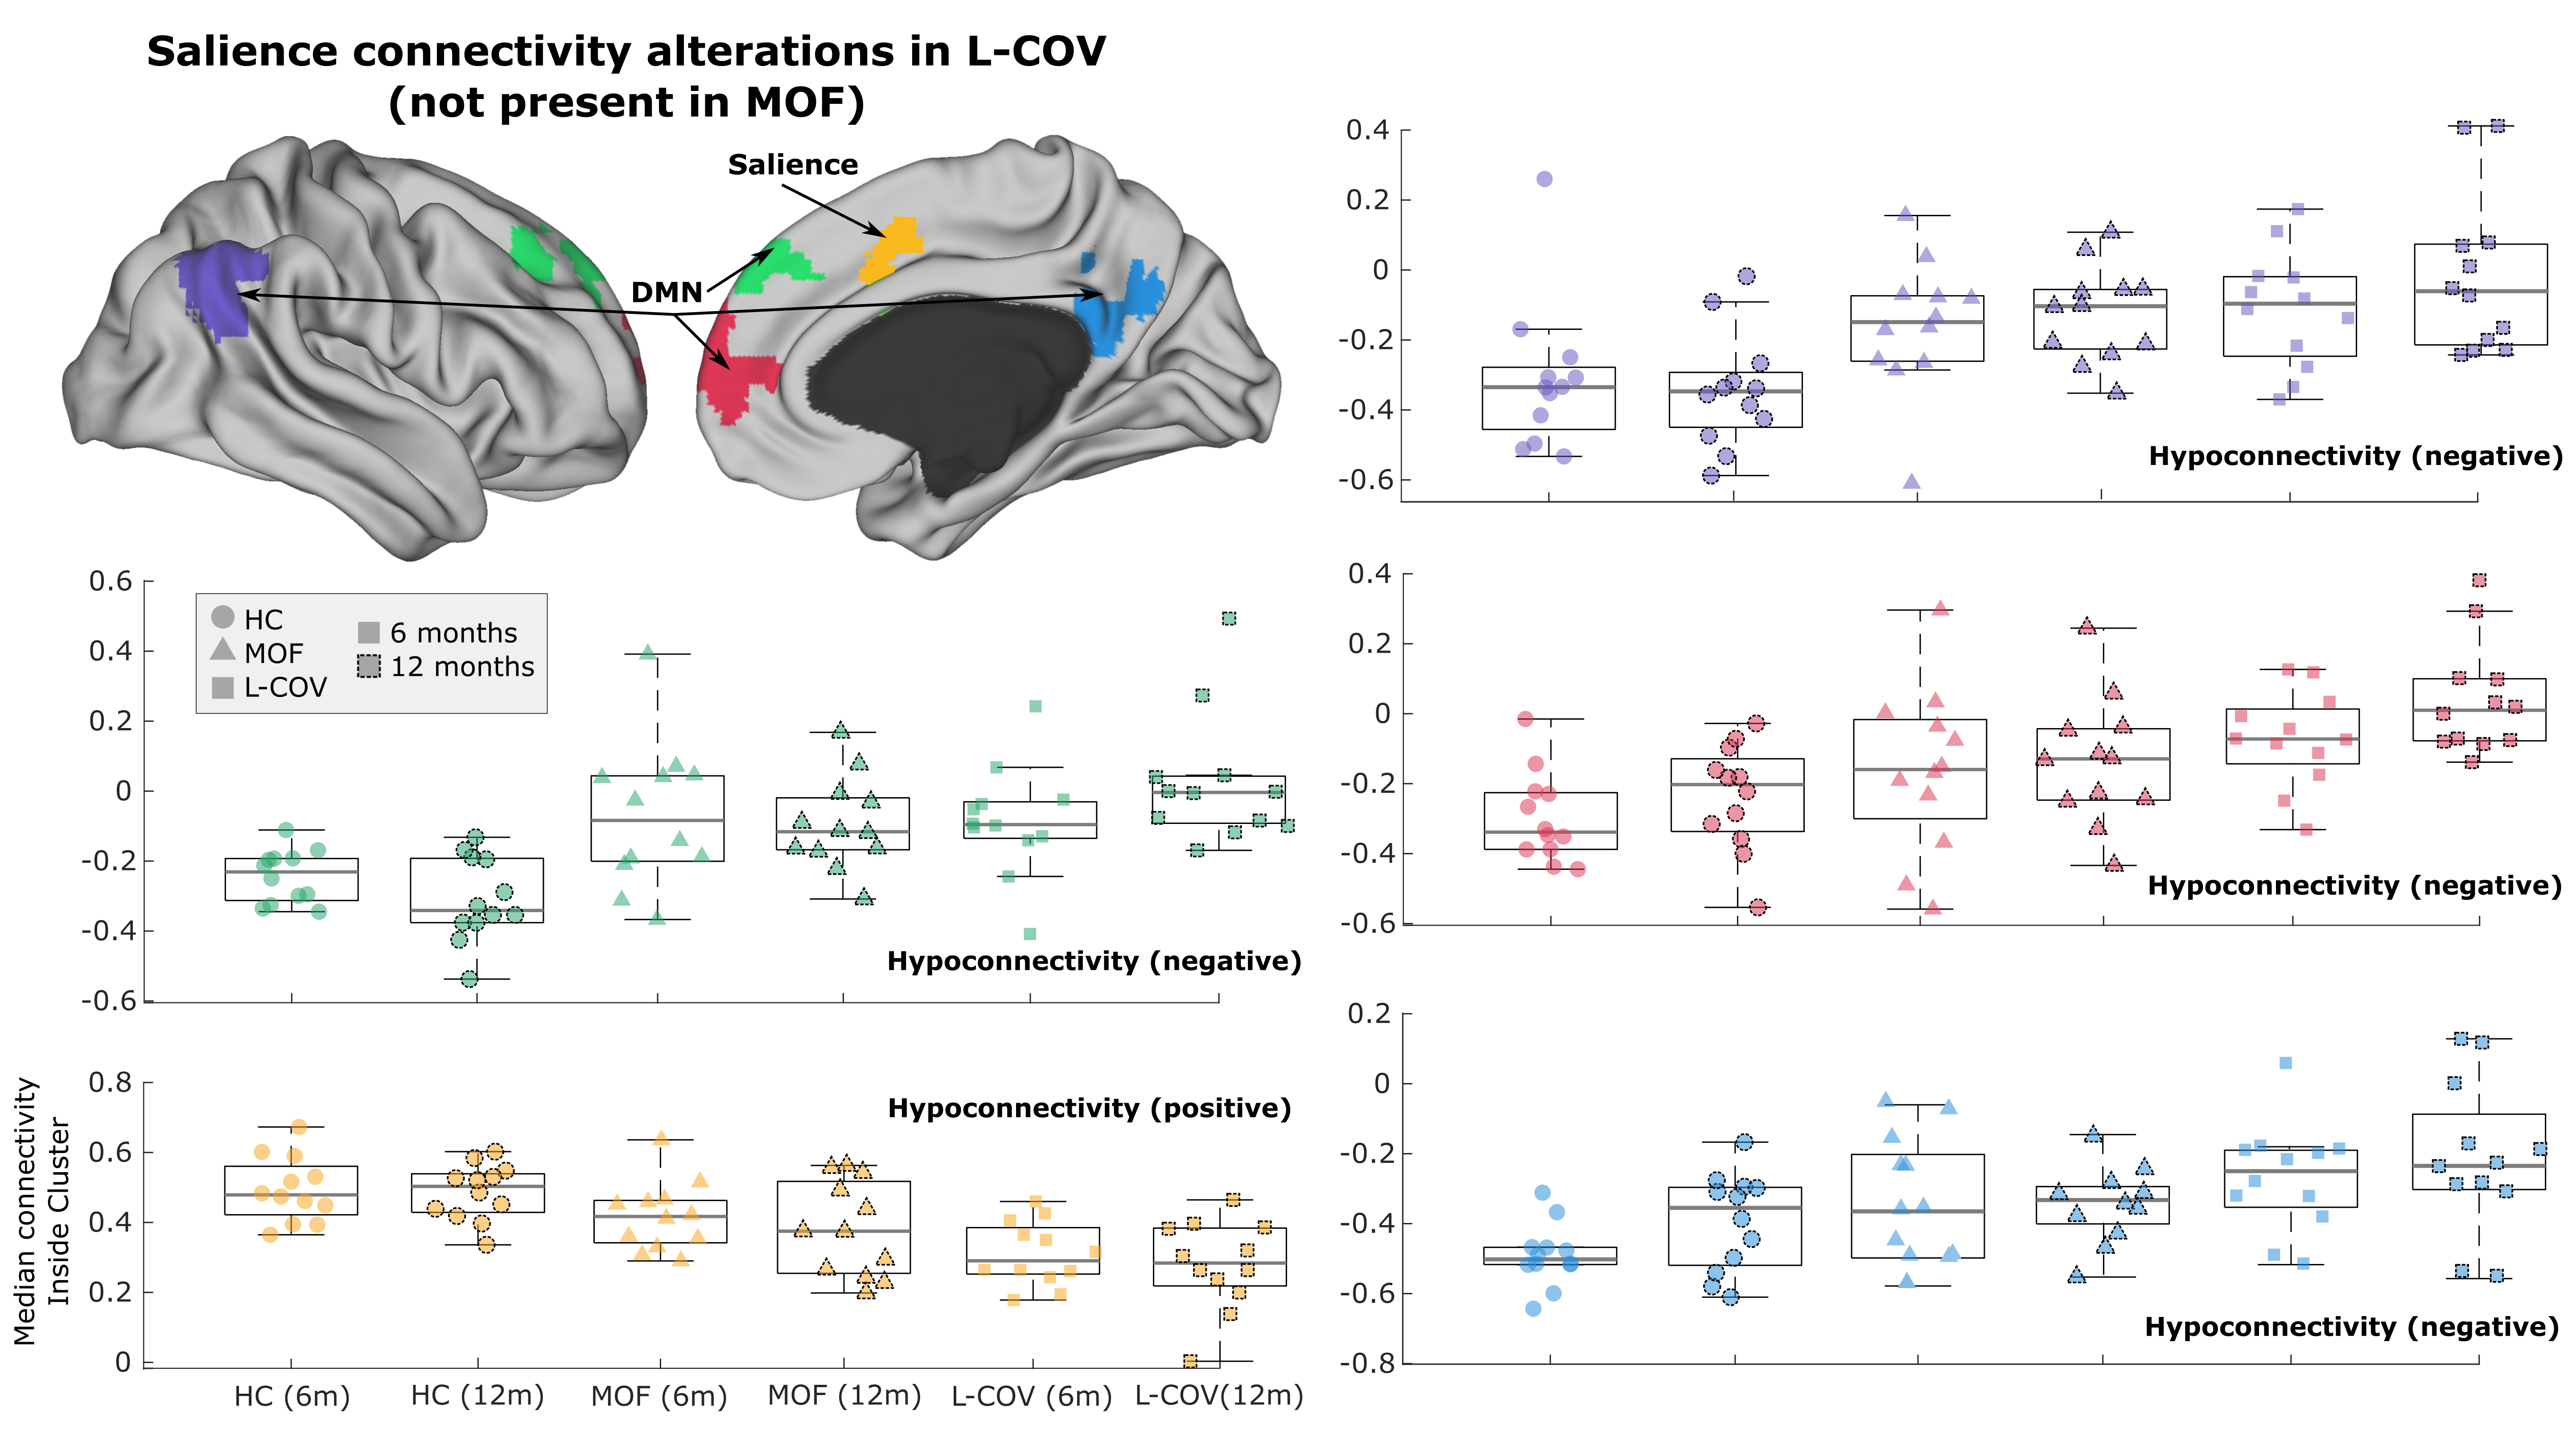 Salience connectivity alterations in L-COV
(not present in MOF)
Salience
DMN
0.4
0.2
0
-0.2
-0.4
-0.6
Hypoconnectivity (negative)
0.6
0.4
0.2
0
-0.2
-0.4
-0.6
HC
MOF
L-COV
6 months
12 months
Hypoconnectivity (negative)
0.4
0.2
0
-0.2
-0.4
-0.6
Hypoconnectivity (negative)
Median connectivity
Inside Cluster
0.8
0.6
0.4
0.2
0
Hypoconnectivity (positive)
HC (6m)
HC (12m)
MOF (6m)
MOF (12m)
L-COV (6m)
L-COV(12m)
0.2
0
-0.2
-0.4
-0.6
-0.8
Hypoconnectivity (negative)